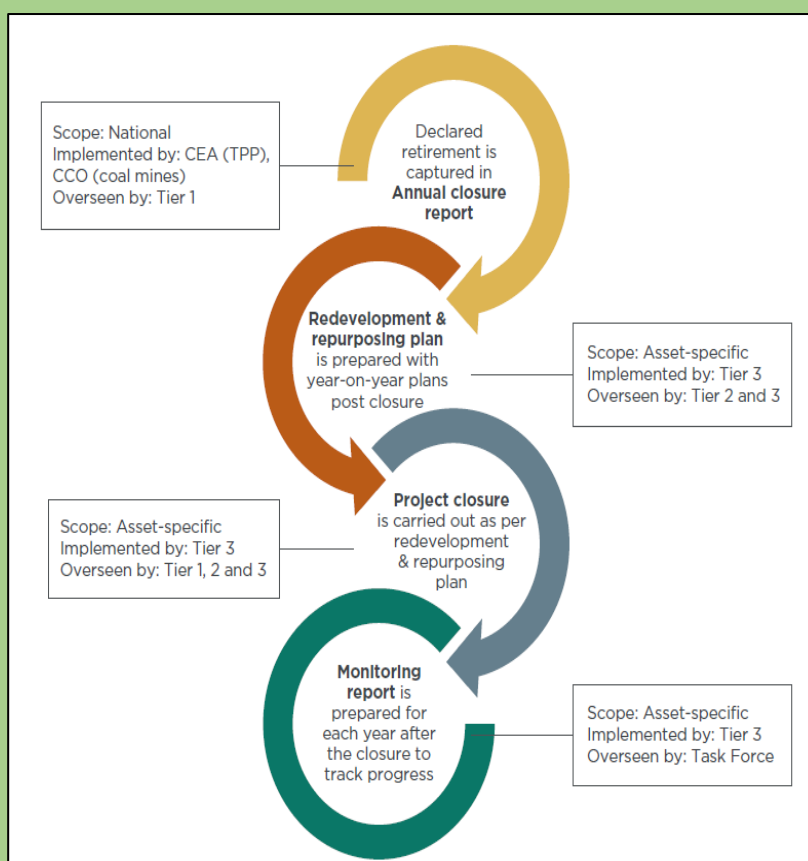 Scope: National
Implemented by: CEA (TPP),
CCO (coal mines)
Overseen by: Tier 1
Declared
retirement is
captured in
Annual closure
report
Redevelopment &
repurposing plan
is prepared with
year-on-year plans
post closure
Scope: Asset-specific
Implemented by: Tier 3
Overseen by: Tier 2 and 3
Project closure
is carried out as per
redevelopment
& repurposing
plan
Scope: Asset-specific
Implemented by: Tier 3
Overseen by: Tier 1, 2 and 3
Monitoring
report is
prepared for
each year after
the closure to
track progress
Scope: Asset-specific
Implemented by: Tier 3
Overseen by: Task Force